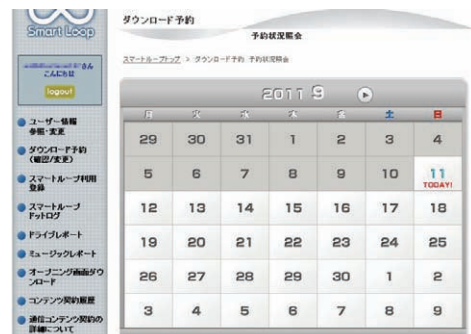 Smart Loop
さん
こんにちは
logout
ユーザー情報
参照・変更
ダウンロード予約
(確認/変更)
スマートループ利用
登録
スマートループ
ドットログ
ドライブレポート
ミュージックレポート
オープニング画面ダウ
ンロード
コンテンツ契約履歴
通信コンテンツ契約の
詳細について
ダウンロード予約
予約状況照会
スマートループトップ > ダウンロード予約 予約状況照会
2011 9
月 火 水 木 金 土 日
29 30 31 1 2 3 4
5 6 7 8 9 10 11
TODAY!
12 13 14 15 16 17 18
19 20 21 22 23 24 25
26 27 28 29 30 1 2
3 4 5 6 7 8 9